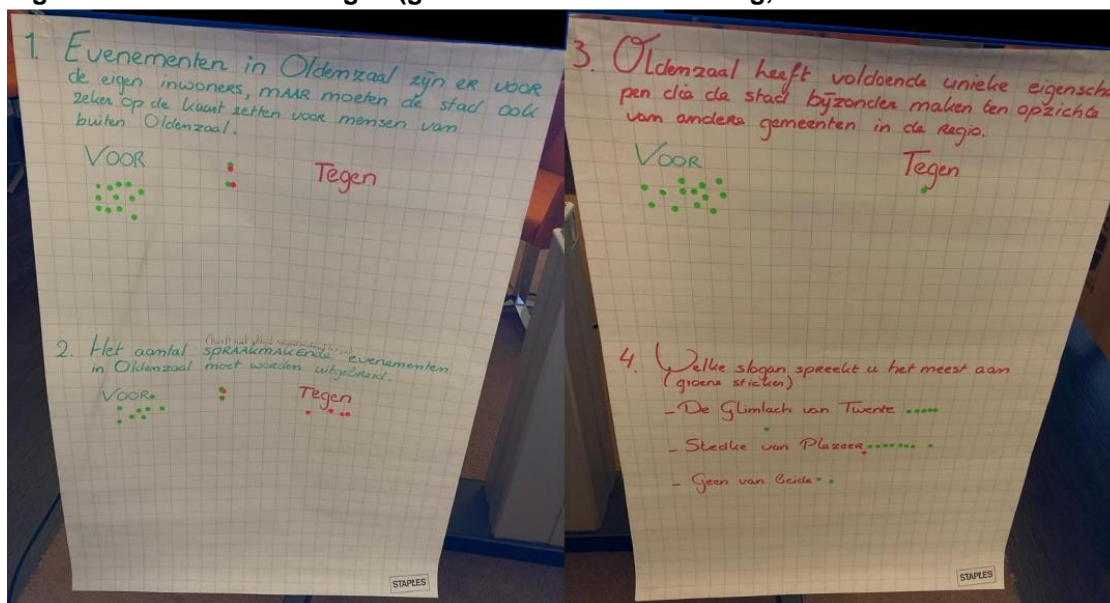 1. Evenementen in Oldenzaal zijn er voor
de eigen inwoners, MAAR moeten de stad ook
zeker op de kaart zetten voor mensen van
buiten Oldenzaal.
VOOR
Tegen
2. Het aantal SPRAAKMAKENDE evenementen
in Oldenzaal moet worden uitgebreid.
VOOR
Tegen
STAPLES
3. Oldenzaal heeft voldoende unieke eigenscha
pen die de stad bijzonder maken ten opzichte
van andere gemeenten in de regio.
VOOR
Tegen
4. Welke slogan spreekt u het meest aan
(groene sticker)
- De Glimlach van Twente
- Stedke van Plezeer
- Geen van beide
STAPLES